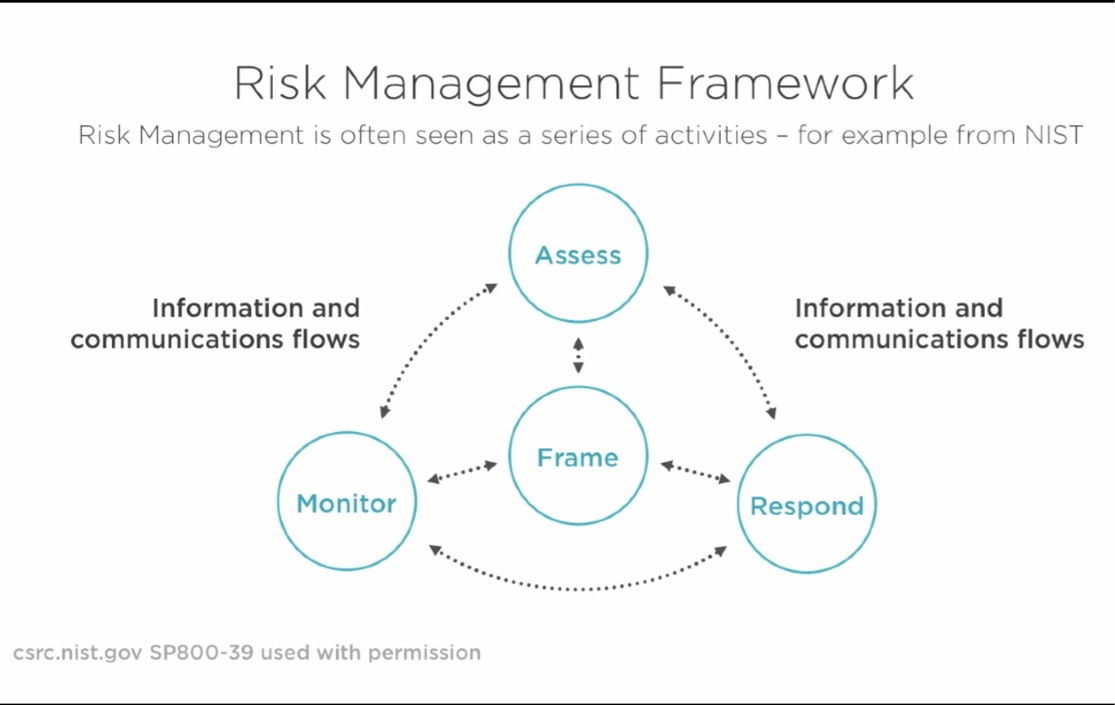 Risk Management Framework
Risk Management is often seen as a series of activities – for example from NIST
Assess
Information and
communications flows
Information and
communications flows
Frame
Monitor
Respond
csrc.nist.gov SP800-39 used with permission